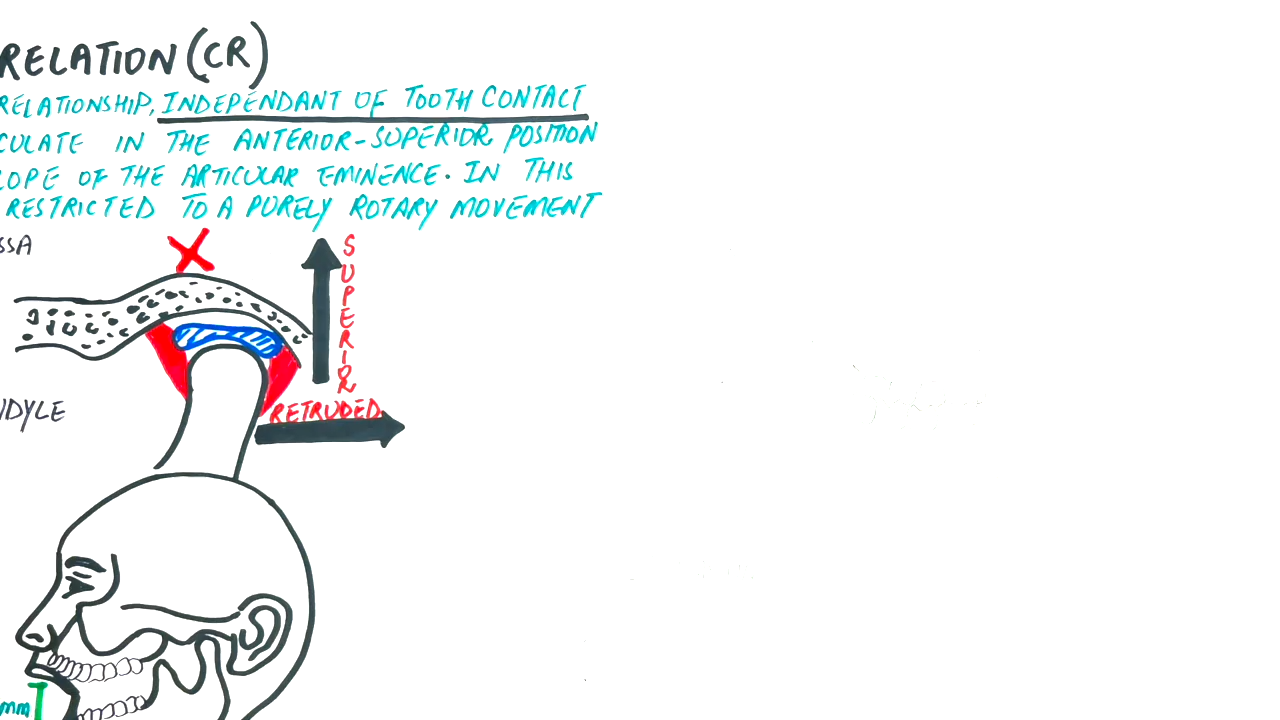 RELATION (CR)
RELATIONSHIP, INDEPENDANT OF TOOTH CONTACT
CULATE IN THE ANTERIOR-SUPERIOR POSITION
LOPE OF THE ARTICULAR EMINENCE. IN THIS
RESTRICTED TO A PURELY ROTARY MOVEMENT
SSA
SUPERIOR
NDYLE
RETRUDED
mm